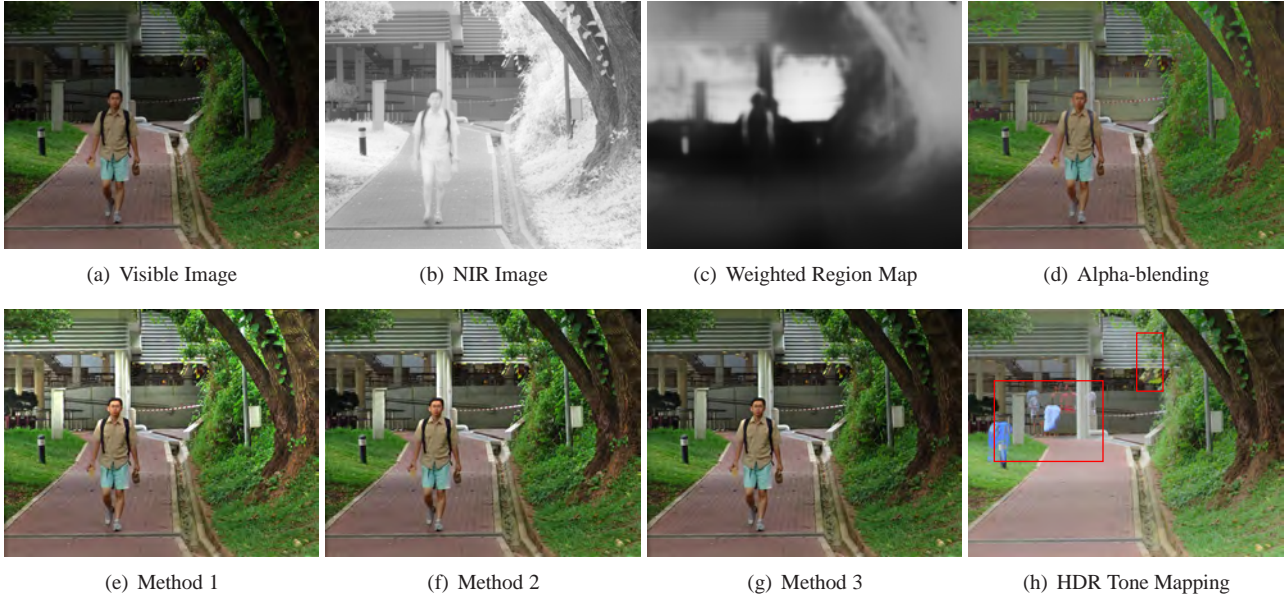 (a) Visible Image
(b) NIR Image
(c) Weighted Region Map
(d) Alpha-blending
(e) Method 1
(f) Method 2
(g) Method 3
(h) HDR Tone Mapping